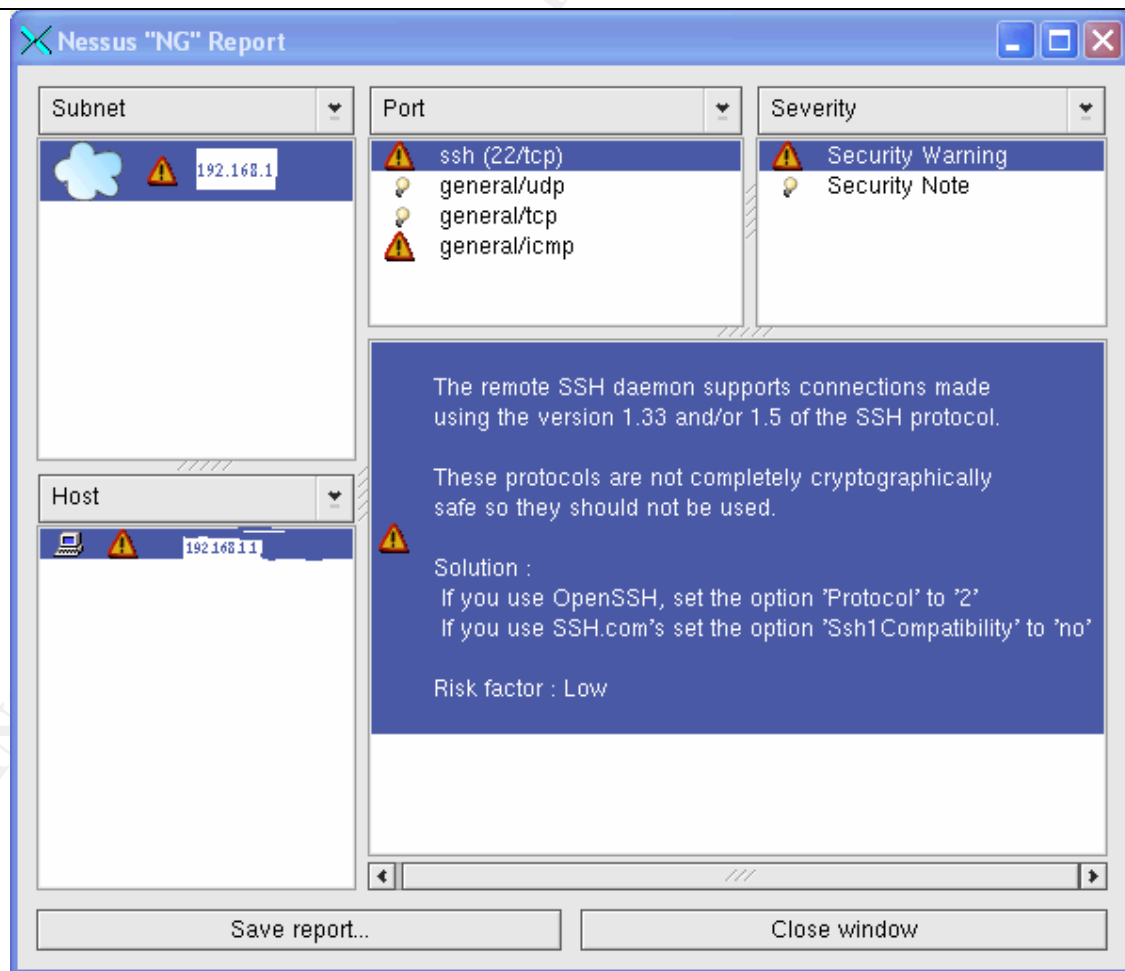 Nessus "NG" Report
Subnet
Port
Severity
192.168.1
ssh (22/tcp)
general/udp
general/tcp
general/icmp
Security Warning
Security Note
Host
192.168.1.1
The remote SSH daemon supports connections made
using the version 1.33 and/or 1.5 of the SSH protocol.
These protocols are not completely cryptographically
safe so they should not be used.
Solution :
If you use OpenSSH, set the option 'Protocol' to '2'
If you use SSH.com's set the option 'Ssh1Compatibility' to 'no'
Risk factor : Low
Save report...
Close window